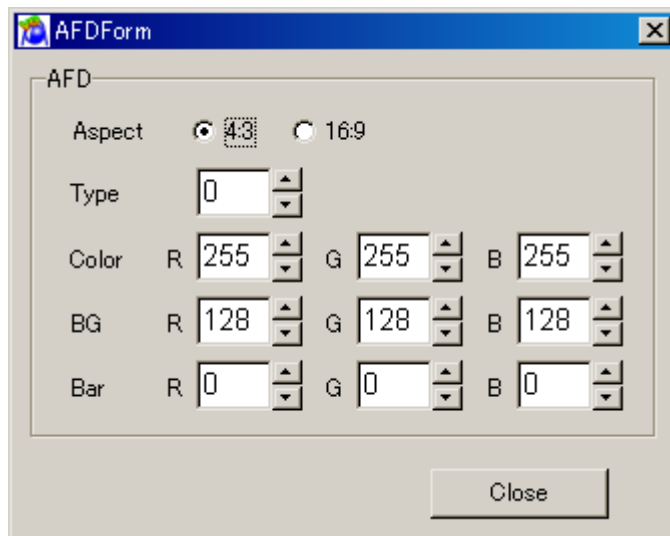 AFDForm
AFD
Aspect 4:3 16:9
Type 0
Color R 255 G 255 B 255
BG R 128 G 128 B 128
Bar R 0 G 0 B 0
Close